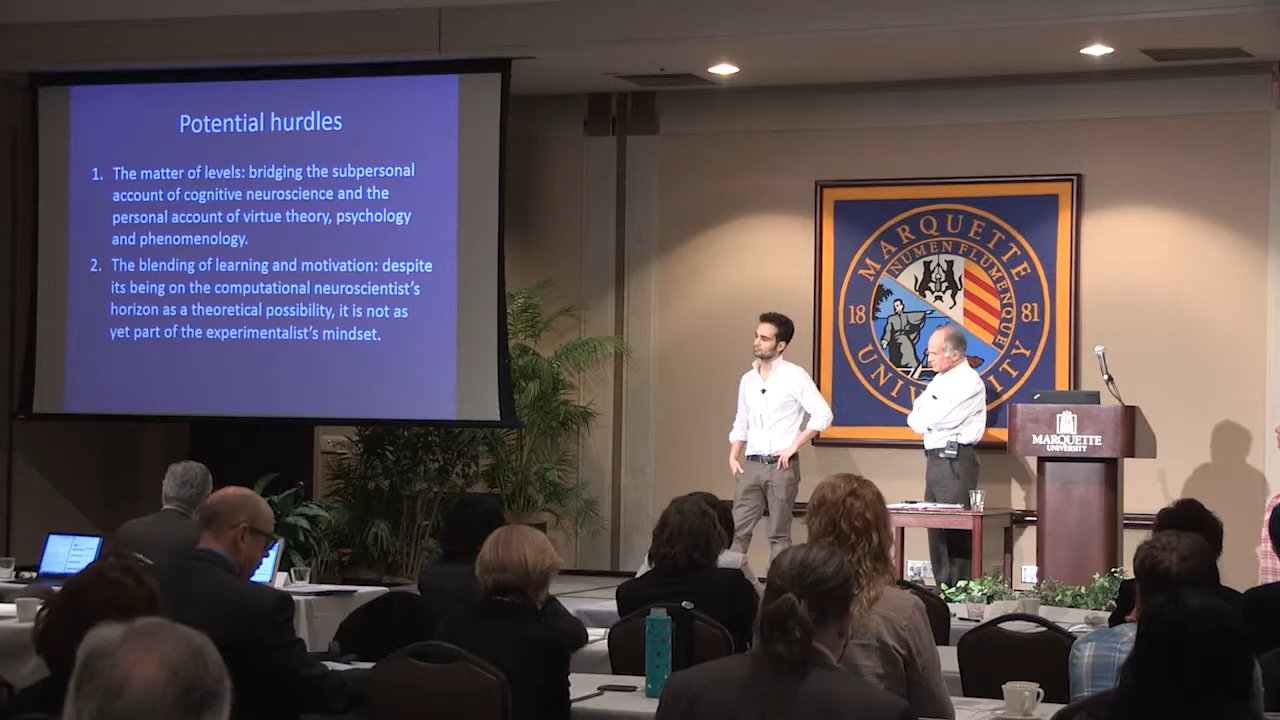 Potential hurdles
1. The matter of levels: bridging the subpersonal
account of cognitive neuroscience and the
personal account of virtue theory, psychology
and phenomenology.
2. The blending of learning and motivation: despite
its being on the computational neuroscientist's
horizon as a theoretical possibility, it is not as
yet part of the experimentalist's mindset.
MARQUETTE
NUMEN FLUMENQUE
18 81
UNIVERSITY
MARQUETTE
UNIVERSITY